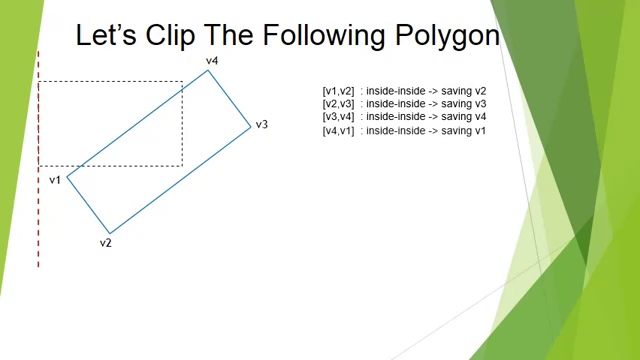 Let's Clip The Following Polygon
v4
[v1,v2] : inside-inside -> saving v2
[v2,v3] : inside-inside -> saving v3
[v3,v4] : inside-inside -> saving v4
[v4,v1] : inside-inside -> saving v1
v3
v1
v2